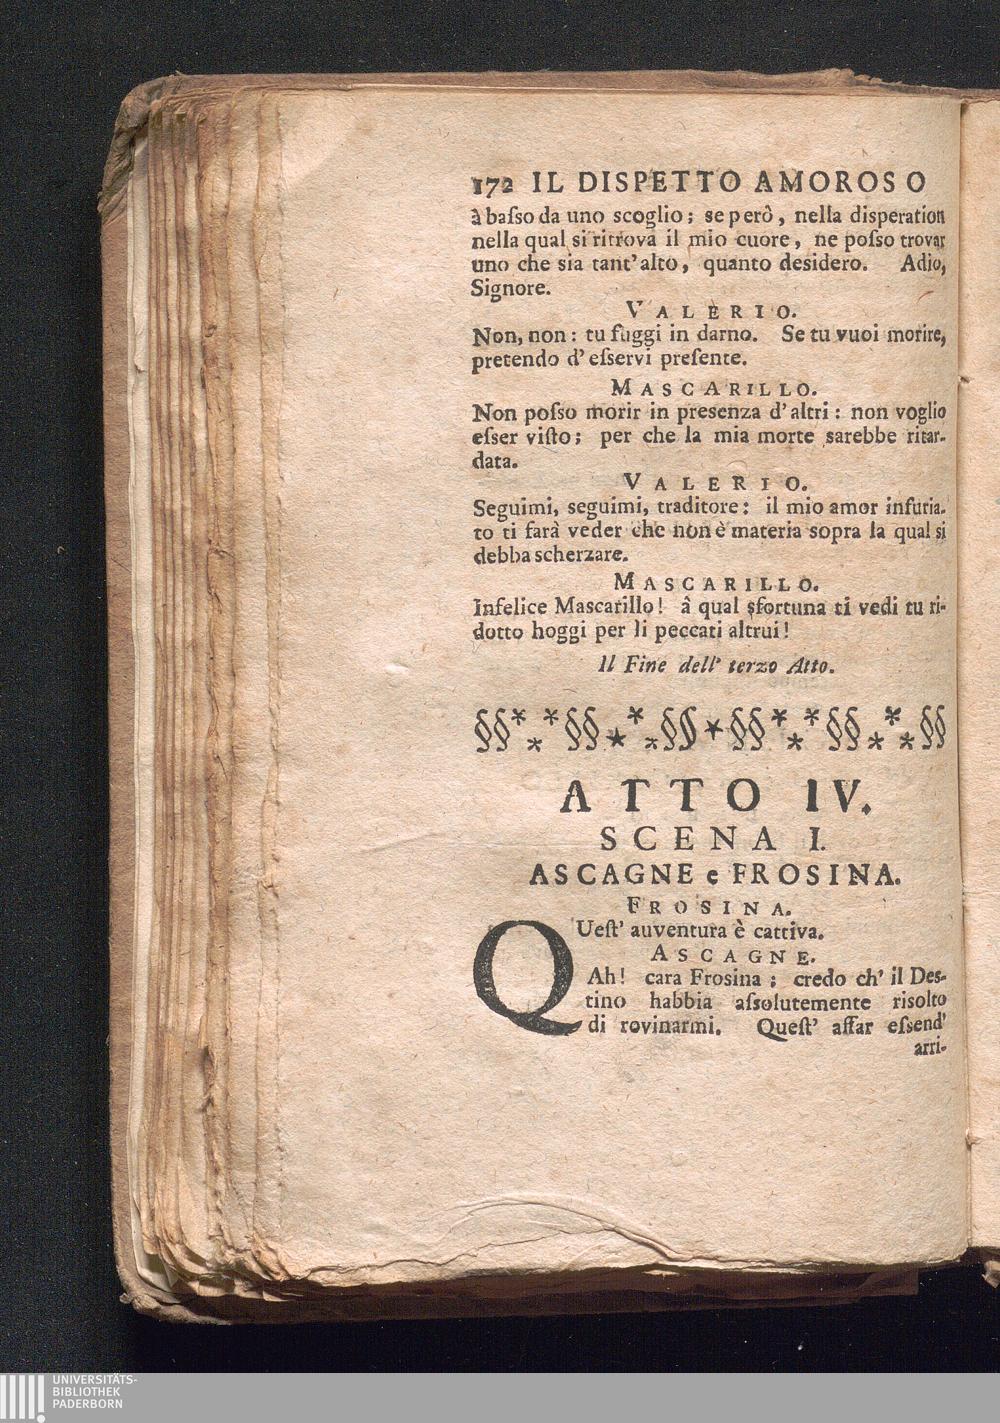 172 IL DISPETTO AMOROSO
à baſso da uno scoglio; se però, nella disperation
nella qual si ritrova il mio cuore, ne poſso trovar
uno che sia tant' alto, quanto desidero. Adio,
Signore.
VALERIO.
Non, non: tu fuggi in darno. Se tu vuoi morire,
pretendo d' eſservi preſente.
MASCARILLO.
Non poſso morir in presenza d' altri: non voglio
eſser viſto; per che la mia morte sarebbe ritar-
data.
VALERIO.
Seguimi, seguimi, traditore: il mio amor infuria-
to ti farà veder che non è materia sopra la qual si
debba scherzare.
MASCARILLO.
Infelice Mascarillo! â qual sfortuna ti vedi tu ri-
dotto hoggi per li peccati altrui!
Il Fine dell' terzo Atto.
§§*⁎*§§★*⁎§§★§§*⁎*§§⁎*⁎§§
ATTO IV.
SCENA I.
ASCAGNE e FROSINA.
FROSINA.
QUeſt' auventura è cattiva.
ASCAGNE.
Ah! cara Frosina; credo ch' il Des-
tino habbia aſsolutemente risolto
di rovinarmi. Queſt' affar eſsend'
arri-
UNIVERSITÄTS-
BIBLIOTHEK
PADERBORN